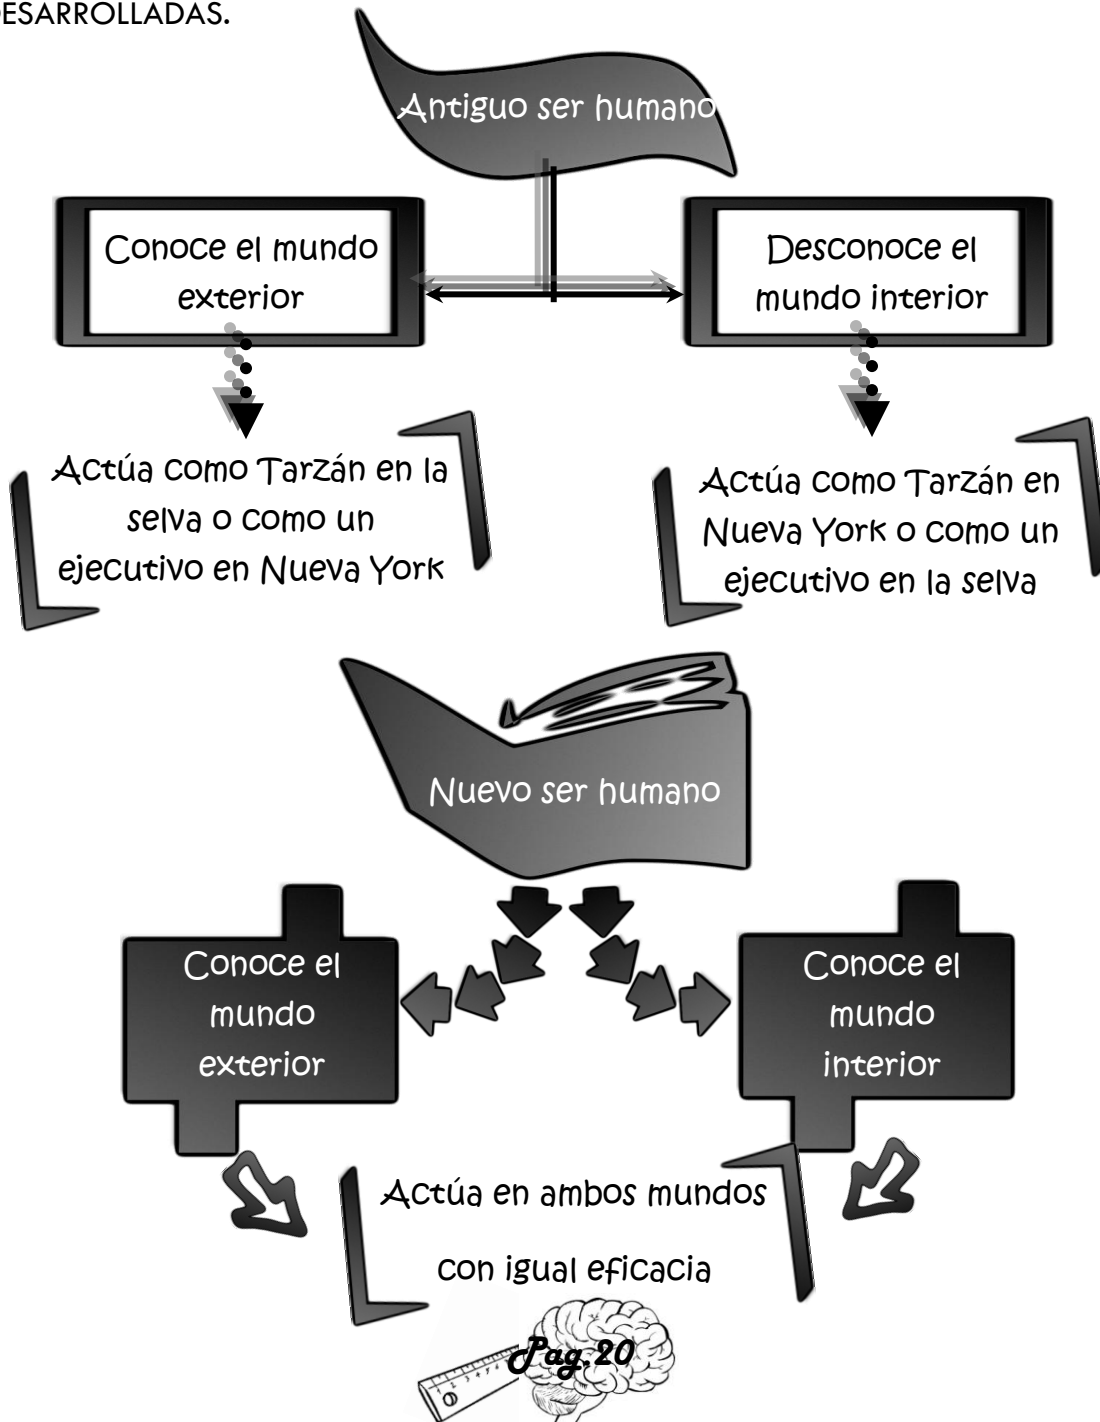 DESARROLLADAS.
Antiguo ser humano
Conoce el mundo
exterior
Desconoce el
mundo interior
Actúa como Tarzán en la
selva o como un
ejecutivo en Nueva York
Actúa como Tarzán en
Nueva York o como un
ejecutivo en la selva
Nuevo ser humano
Conoce el
mundo
exterior
Conoce el
mundo
interior
Actúa en ambos mundos
con igual eficacia
Pag.20